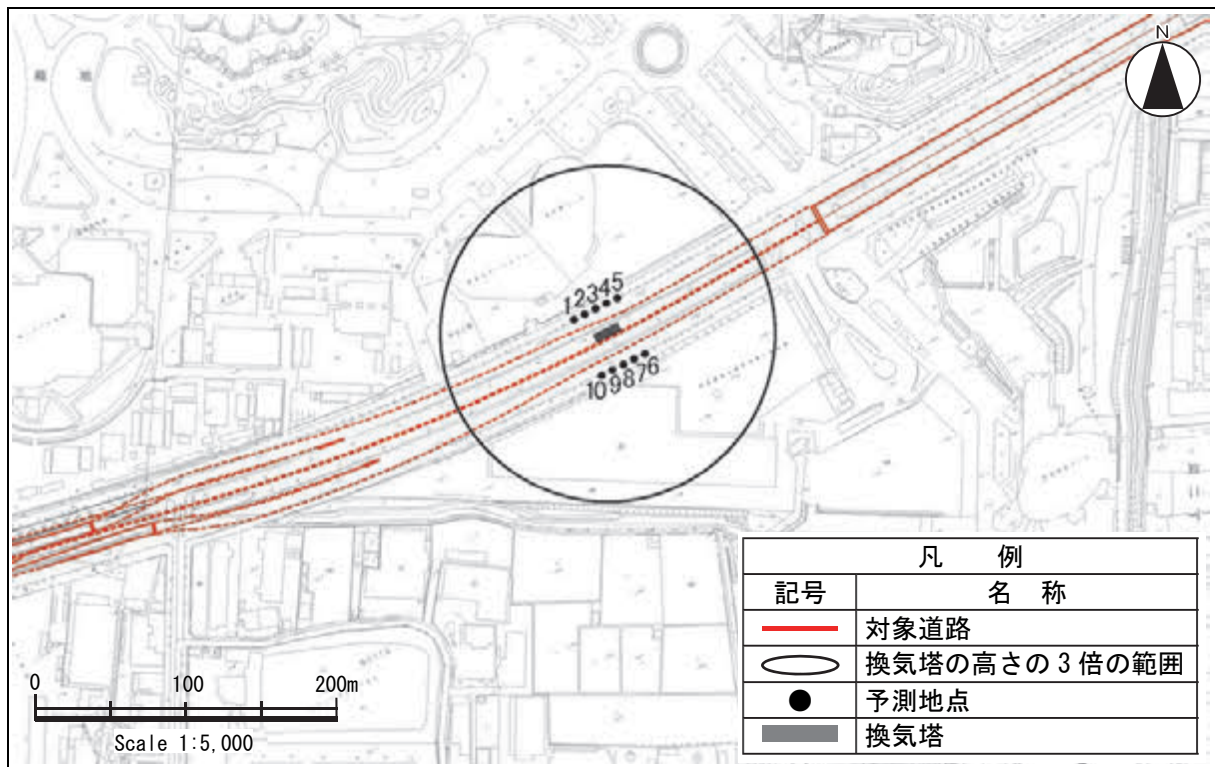 N
12345
109876
0 100 200m
Scale 1:5,000
凡 例
記号 名 称
対象道路
換気塔の高さの3倍の範囲
予測地点
換気塔